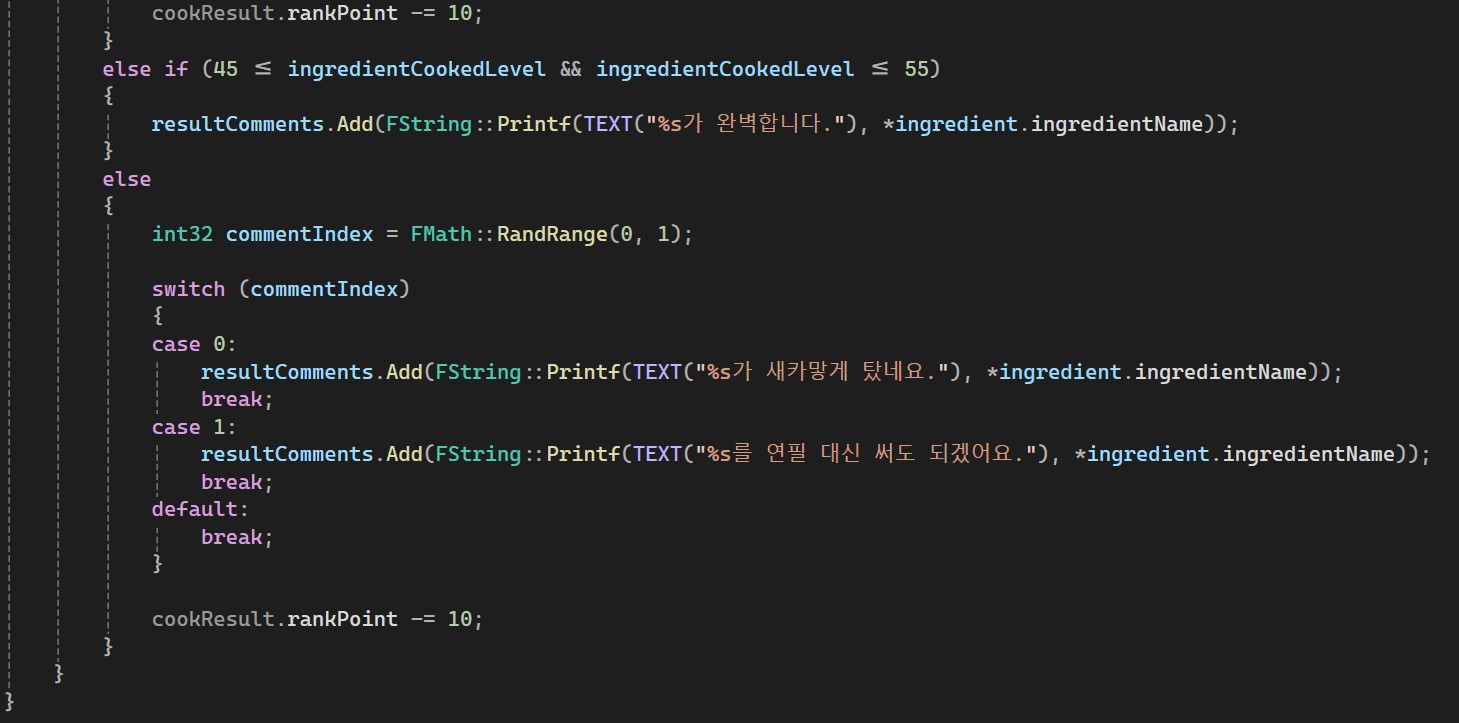 cookResult.rankPoint -= 10;
}
else if (45 ≤ ingredientCookedLevel && ingredientCookedLevel ≤ 55)
{
resultComments.Add(FString::Printf(TEXT("%s가 완벽합니다."), *ingredient.ingredientName));
}
else
{
int32 commentIndex = FMath::RandRange(0, 1);
switch (commentIndex)
{
case 0:
resultComments.Add(FString::Printf(TEXT("%s가 새카맣게 탔네요."), *ingredient.ingredientName));
break;
case 1:
resultComments.Add(FString::Printf(TEXT("%s를 연필 대신 써도 되겠어요."), *ingredient.ingredientName));
break;
default:
break;
}
cookResult.rankPoint -= 10;
}
}
}